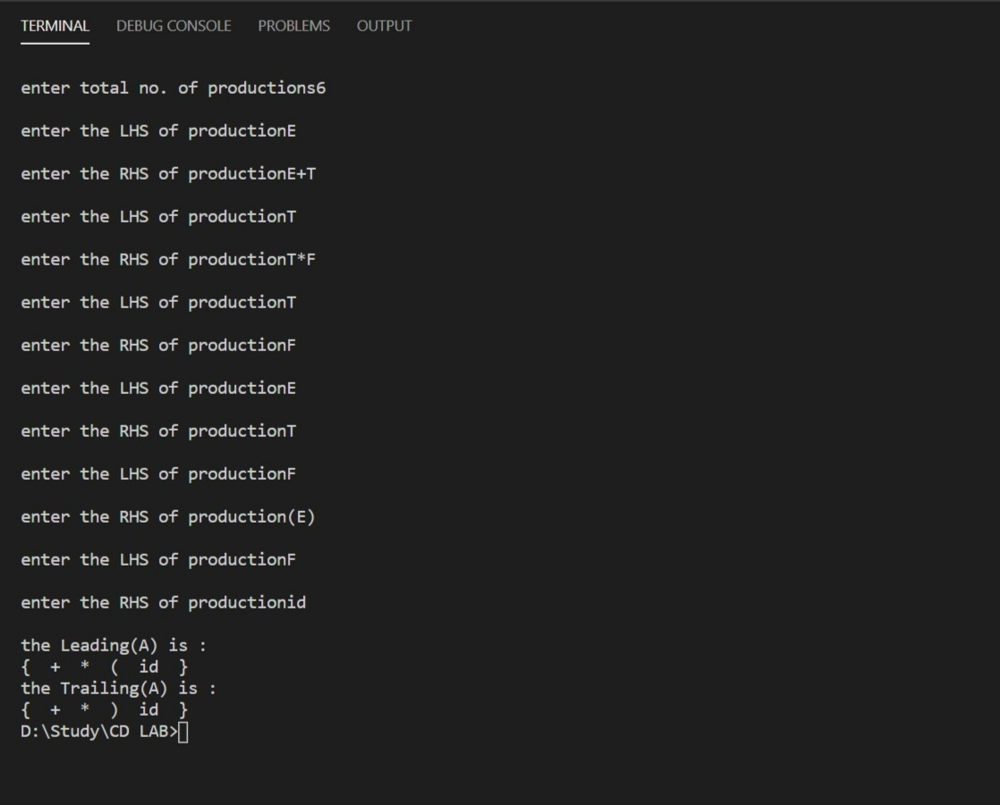 TERMINAL DEBUG CONSOLE PROBLEMS OUTPUT
enter total no. of productions6
enter the LHS of productionE
enter the RHS of productionE+T
enter the LHS of productionT
enter the RHS of productionT*F
enter the LHS of productionT
enter the RHS of productionF
enter the LHS of productionE
enter the RHS of productionT
enter the LHS of productionF
enter the RHS of production(E)
enter the LHS of productionF
enter the RHS of productionid
the Leading(A) is :
{  +  *  (  id  }
the Trailing(A) is :
{  +  *  )  id  }
D:\Study\CD LAB>